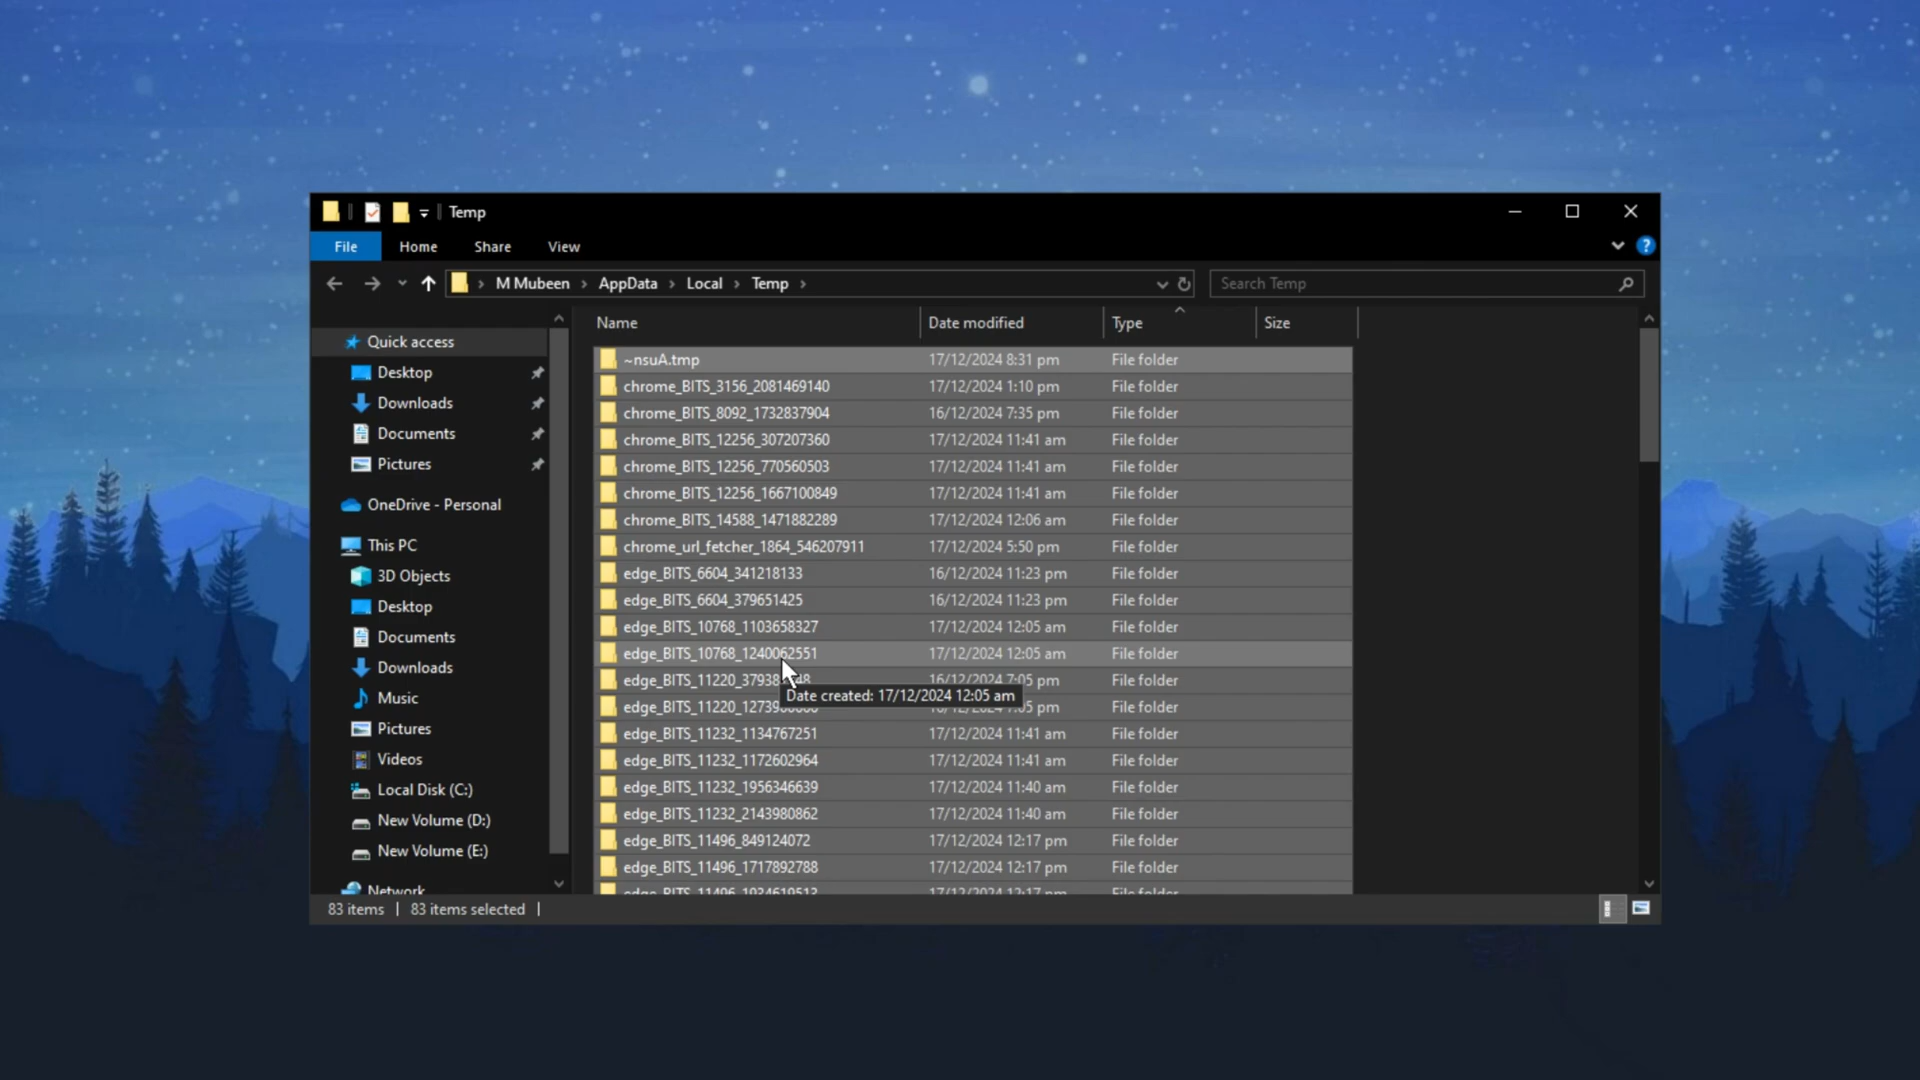 Temp
File Home Share View
M Mubeen > AppData > Local > Temp >
Search Temp
Name Date modified Type Size
Quick access
Desktop
Downloads
Documents
Pictures
OneDrive - Personal
This PC
3D Objects
Desktop
Documents
Downloads
Music
Pictures
Videos
Local Disk (C:)
New Volume (D:)
New Volume (E:)
Network
~nsuA.tmp 17/12/2024 8:31 pm File folder
chrome_BITS_3156_2081469140 17/12/2024 1:10 pm File folder
chrome_BITS_8092_1732837904 16/12/2024 7:35 pm File folder
chrome_BITS_12256_307207360 17/12/2024 11:41 am File folder
chrome_BITS_12256_770560503 17/12/2024 11:41 am File folder
chrome_BITS_12256_1667100849 17/12/2024 11:41 am File folder
chrome_BITS_14588_1471882289 17/12/2024 12:06 am File folder
chrome_url_fetcher_1864_546207911 17/12/2024 5:50 pm File folder
edge_BITS_6604_341218133 16/12/2024 11:23 pm File folder
edge_BITS_6604_379651425 16/12/2024 11:23 pm File folder
edge_BITS_10768_1103658327 17/12/2024 12:05 am File folder
edge_BITS_10768_1240062551 17/12/2024 12:05 am File folder
16/12/2024 7:05 pm File folder
Date created: 17/12/2024 12:05 am
pm File folder
edge_BITS_11232_1134767251 17/12/2024 11:41 am File folder
edge_BITS_11232_1172602964 17/12/2024 11:41 am File folder
edge_BITS_11232_1956346639 17/12/2024 11:40 am File folder
edge_BITS_11232_2143980862 17/12/2024 11:40 am File folder
edge_BITS_11496_849124072 17/12/2024 12:17 pm File folder
edge_BITS_11496_1717892788 17/12/2024 12:17 pm File folder
83 items | 83 items selected |